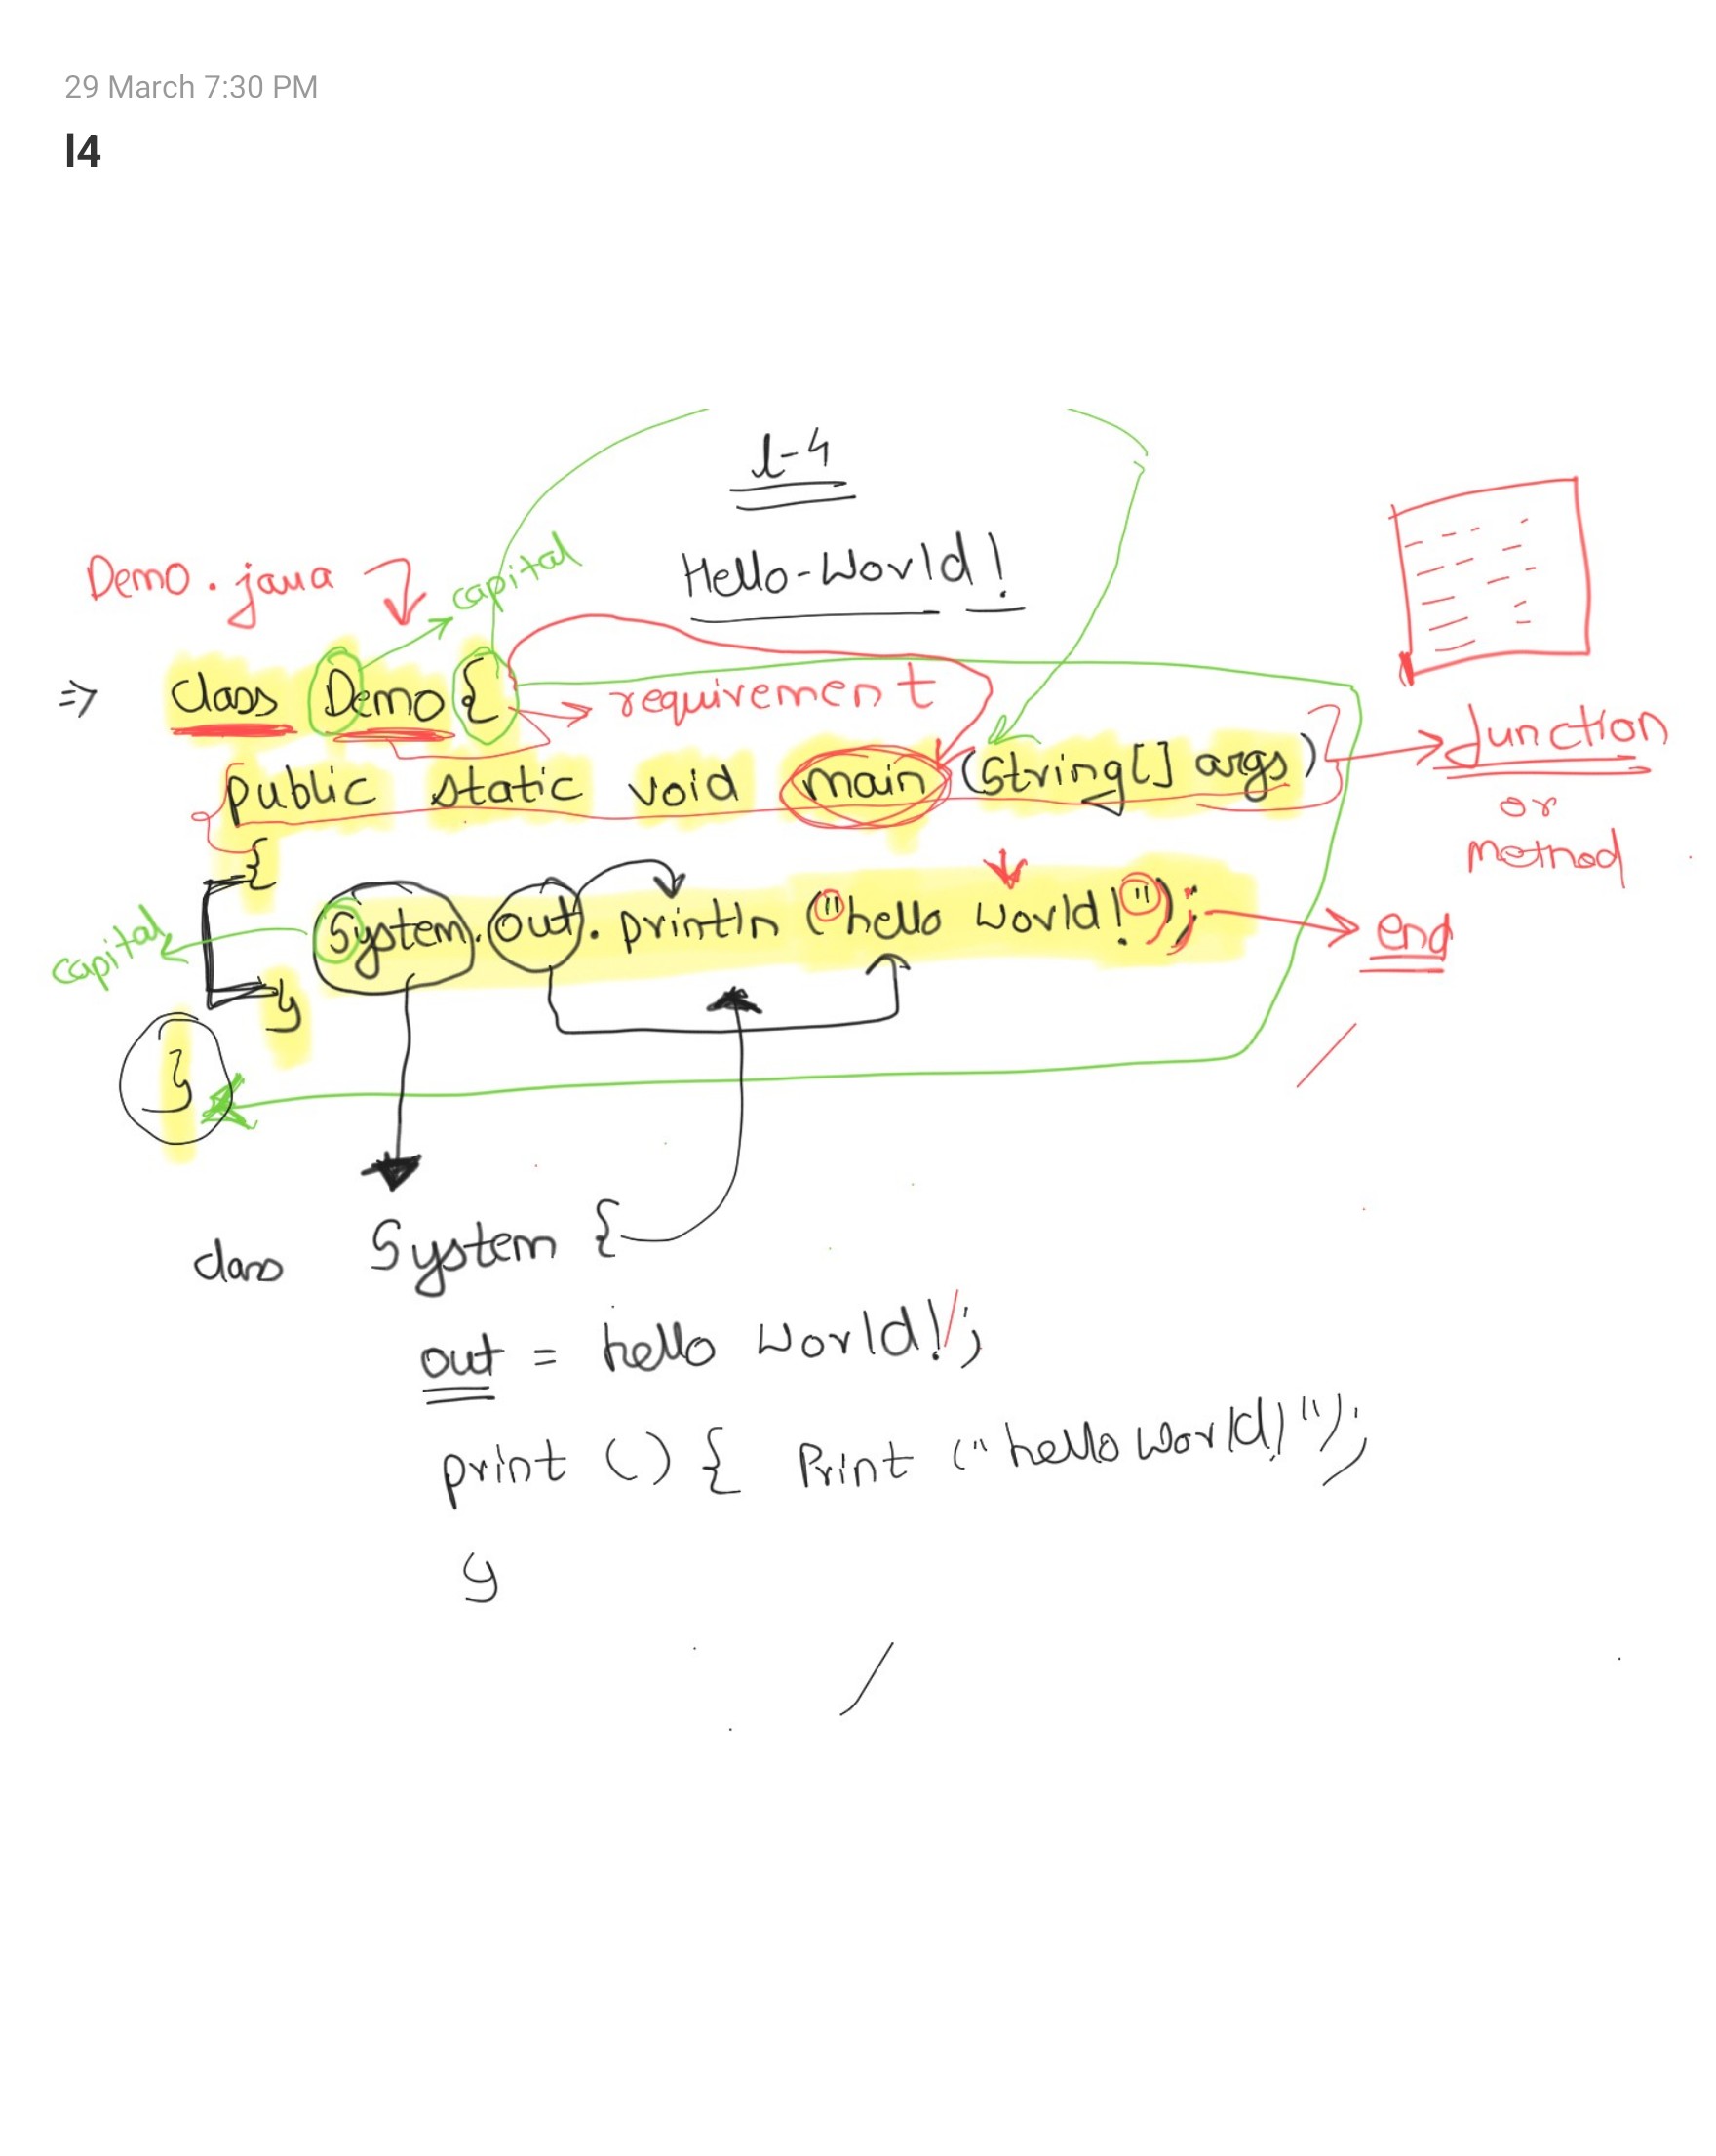 29 March 7:30 PM
l4
l-4
Hello-World!
Demo.java
capital
=> class Demo {
requirement
public static void main (String[] args)
function
or
method
{
System.out.println ("hello world!");
end
capital
}
}
class System {
out = hello world!;
print () { Print ("hello world!");
}